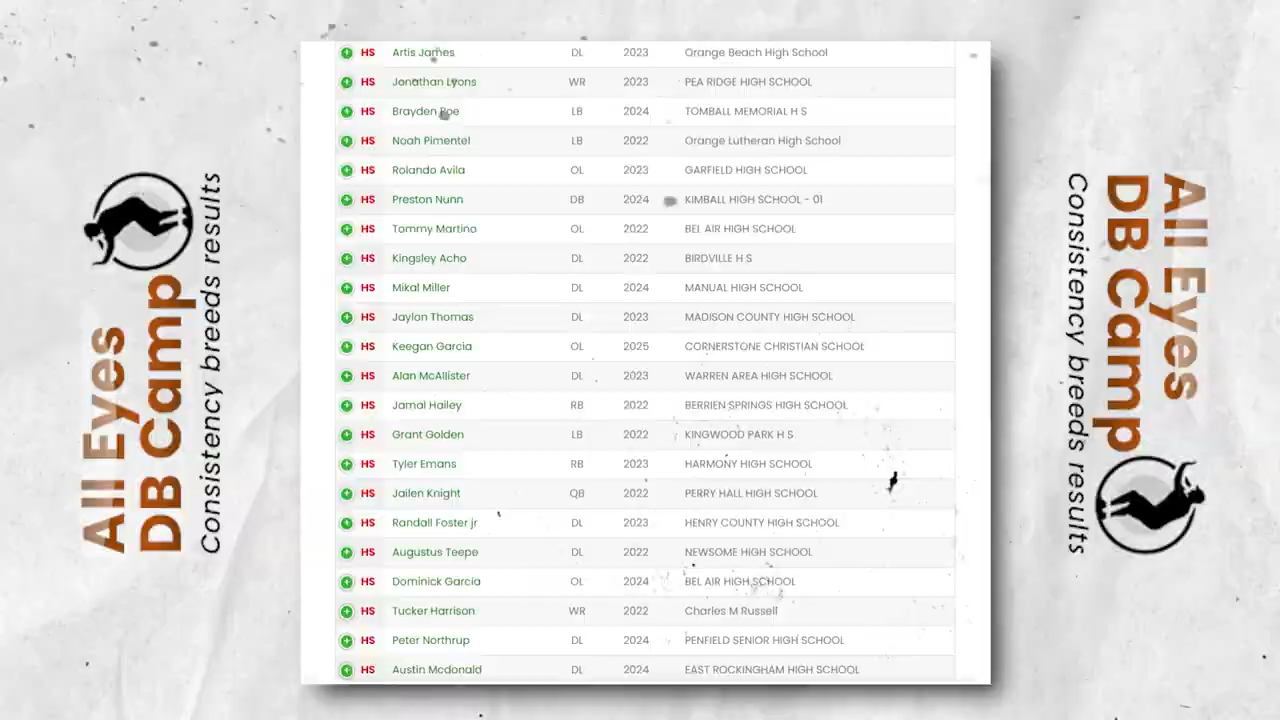 All Eyes
DB Camp
Consistency breeds results
HS Artis James DL 2023 Orange Beach High School
HS Jonathan Lyons WR 2023 PEA RIDGE HIGH SCHOOL
HS Brayden Poe LB 2024 TOMBALL MEMORIAL H S
HS Noah Pimentel LB 2022 Orange Lutheran High School
HS Rolando Avila OL 2023 GARFIELD HIGH SCHOOL
HS Preston Nunn DB 2024 KIMBALL HIGH SCHOOL - 01
HS Tommy Martino OL 2022 BEL AIR HIGH SCHOOL
HS Kingsley Acho DL 2022 BIRDVILLE H S
HS Mikal Miller DL 2024 MANUAL HIGH SCHOOL
HS Jaylon Thomas DL 2023 MADISON COUNTY HIGH SCHOOL
HS Keegan Garcia OL 2025 CORNERSTONE CHRISTIAN SCHOOL
HS Alan McAllister DL 2023 WARREN AREA HIGH SCHOOL
HS Jamal Hailey RB 2022 BERRIEN SPRINGS HIGH SCHOOL
HS Grant Golden LB 2022 KINGWOOD PARK H S
HS Tyler Emans RB 2023 HARMONY HIGH SCHOOL
HS Jailen Knight QB 2022 PERRY HALL HIGH SCHOOL
HS Randall Foster jr DL 2023 HENRY COUNTY HIGH SCHOOL
HS Augustus Teepe DL 2022 NEWSOME HIGH SCHOOL
HS Dominick Garcia OL 2024 BEL AIR HIGH SCHOOL
HS Tucker Harrison WR 2022 Charles M Russell
HS Peter Northrup DL 2024 PENFIELD SENIOR HIGH SCHOOL
HS Austin Mcdonald DL 2024 EAST ROCKINGHAM HIGH SCHOOL
All Eyes
DB Camp
Consistency breeds results